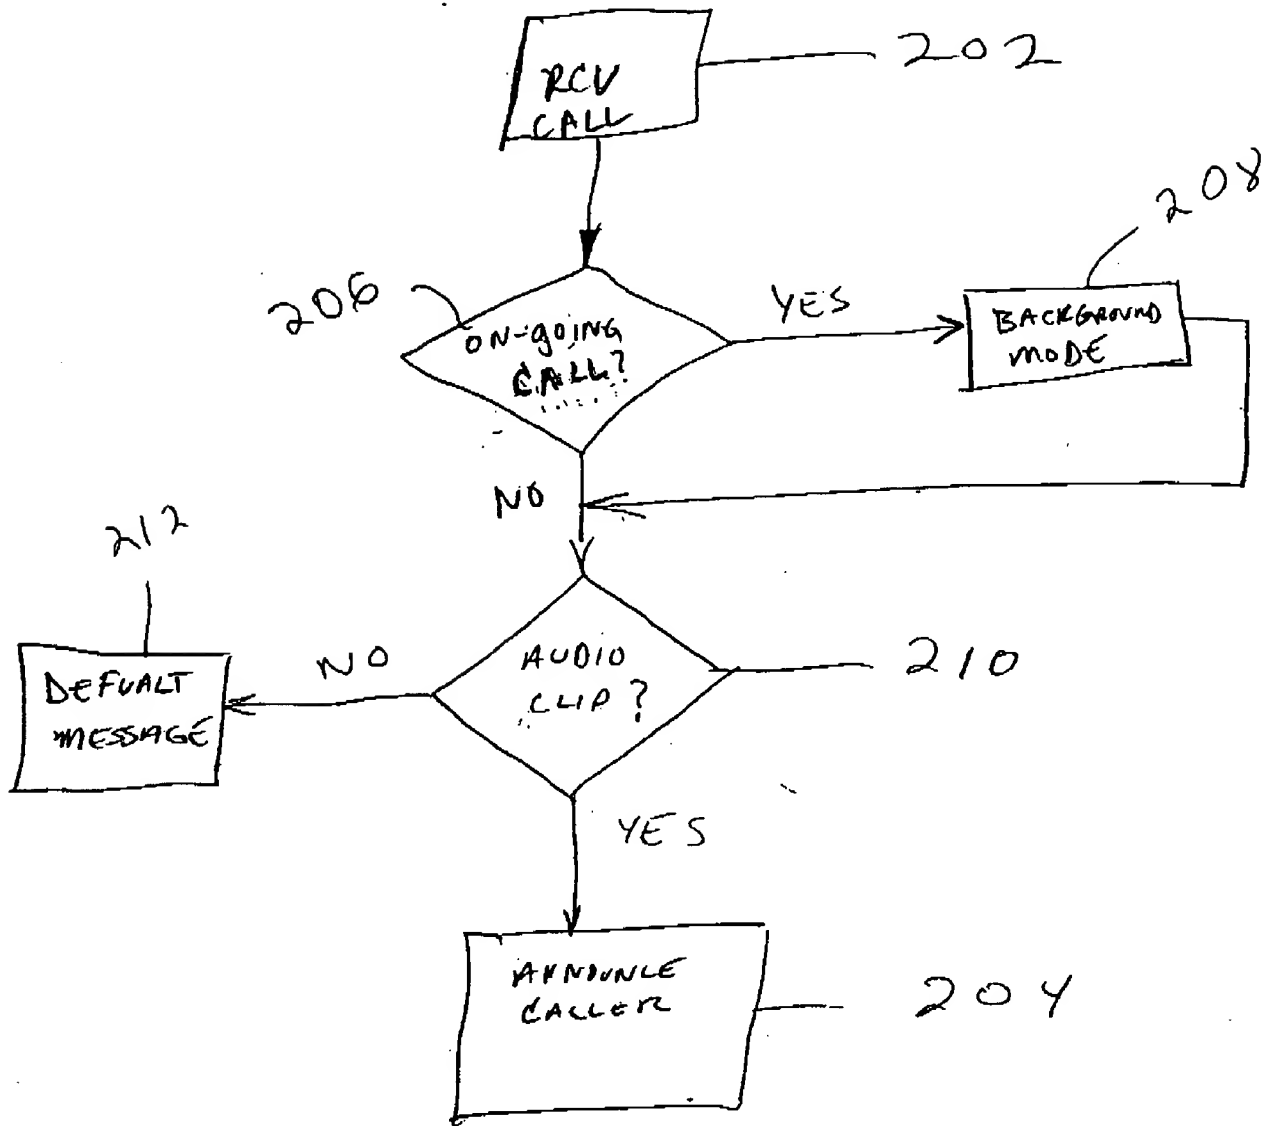 RCV
CALL
202
208
206
ON-gOING
CALL?
YES
BACKGROUND
MODE
NO
212
DEFUALT
MESSAGE
NO
AUDIO
CLIP?
210
YES
ANNOUNCE
CALLER
204